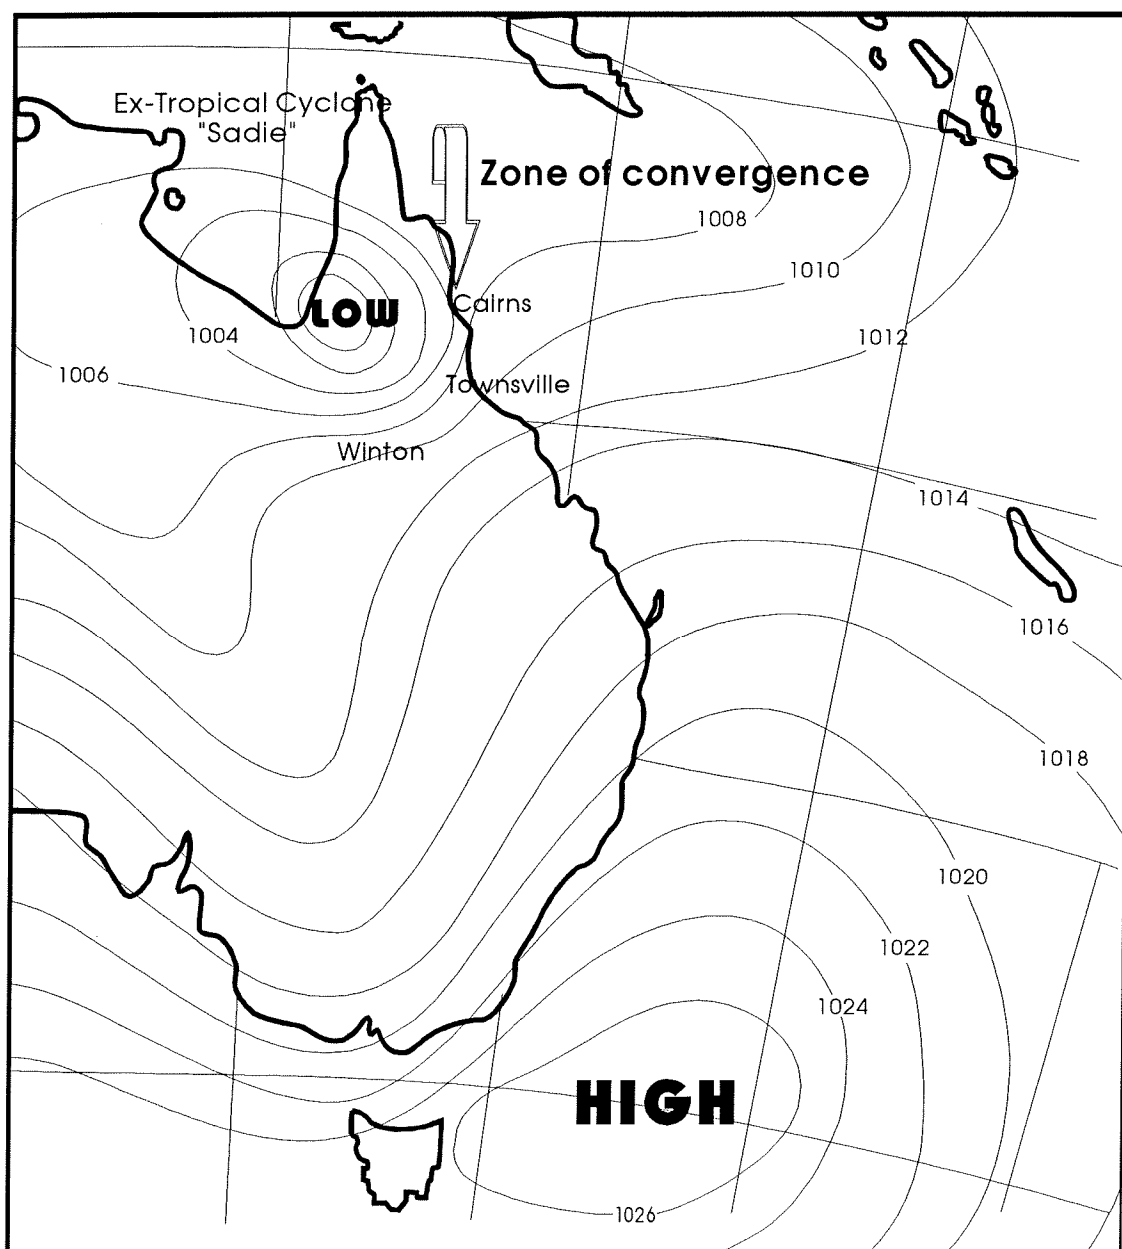 Ex-Tropical Cyclone
"Sadie"
Zone of convergence
1008
1010
LOW
Cairns
1004
1012
1006
Townsville
Winton
1014
1016
1018
1020
1022
1024
HIGH
1026